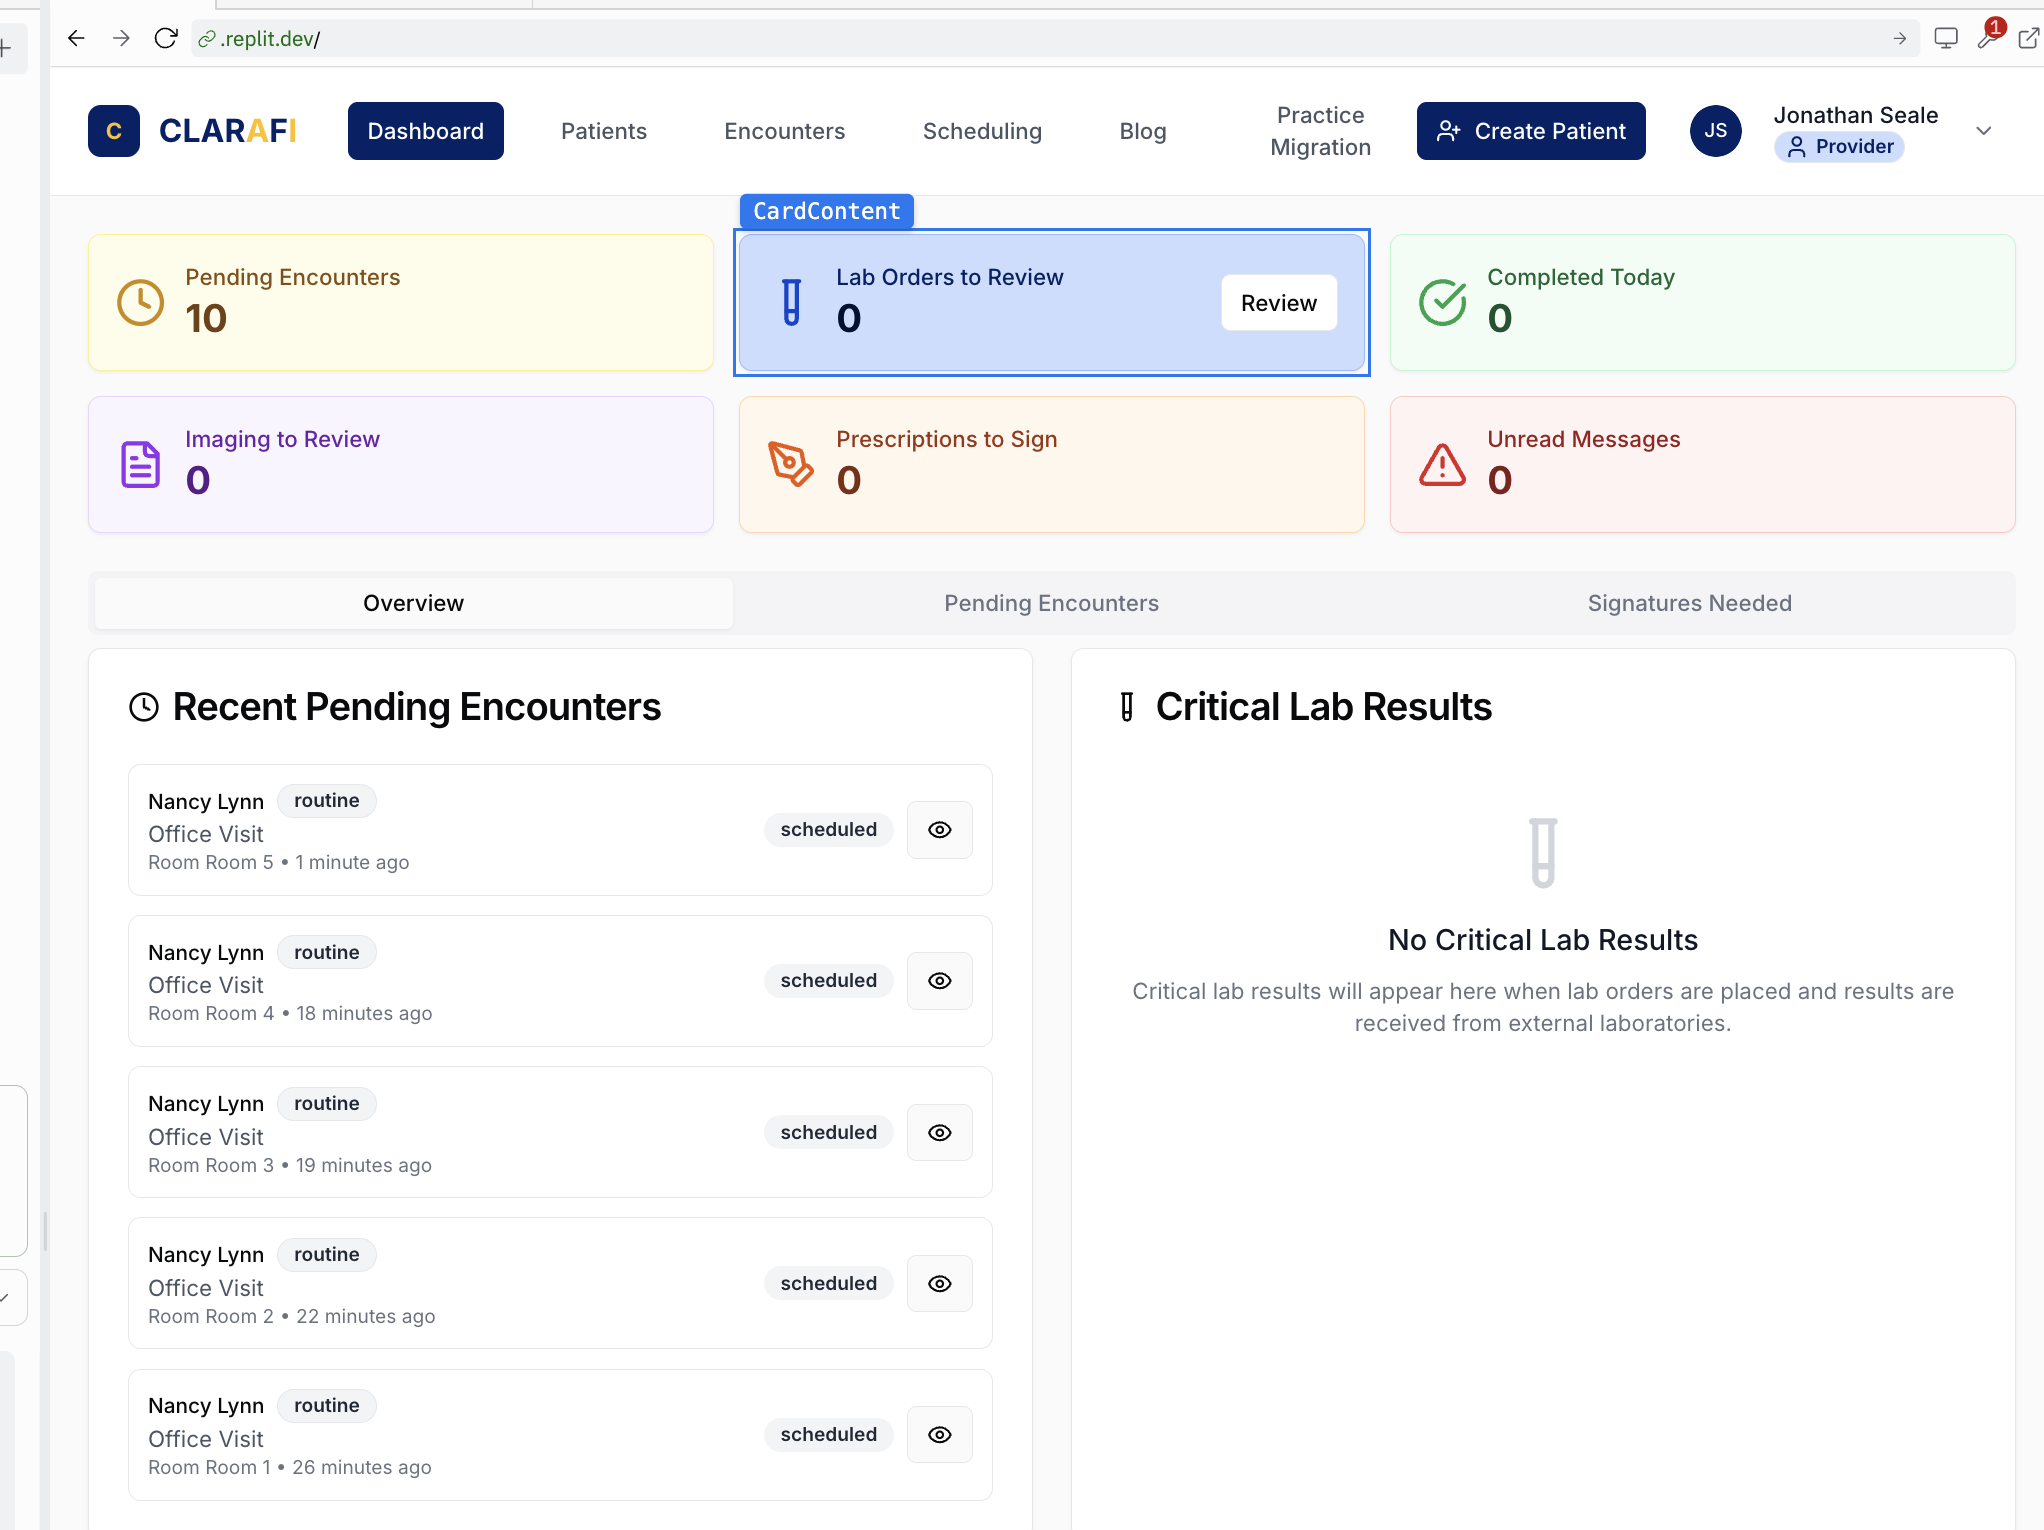 .replit.dev/
1
C
CLARAFI
Dashboard
Patients
Encounters
Scheduling
Blog
Practice
Migration
Create Patient
JS
Jonathan Seale
Provider
CardContent
Pending Encounters
10
Lab Orders to Review
0
Review
Completed Today
0
Imaging to Review
0
Prescriptions to Sign
0
Unread Messages
0
Overview
Pending Encounters
Signatures Needed
Recent Pending Encounters
Nancy Lynn routine
Office Visit
Room Room 5 • 1 minute ago
scheduled
Nancy Lynn routine
Office Visit
Room Room 4 • 18 minutes ago
scheduled
Nancy Lynn routine
Office Visit
Room Room 3 • 19 minutes ago
scheduled
Nancy Lynn routine
Office Visit
Room Room 2 • 22 minutes ago
scheduled
Nancy Lynn routine
Office Visit
Room Room 1 • 26 minutes ago
scheduled
Critical Lab Results
No Critical Lab Results
Critical lab results will appear here when lab orders are placed and results are
received from external laboratories.